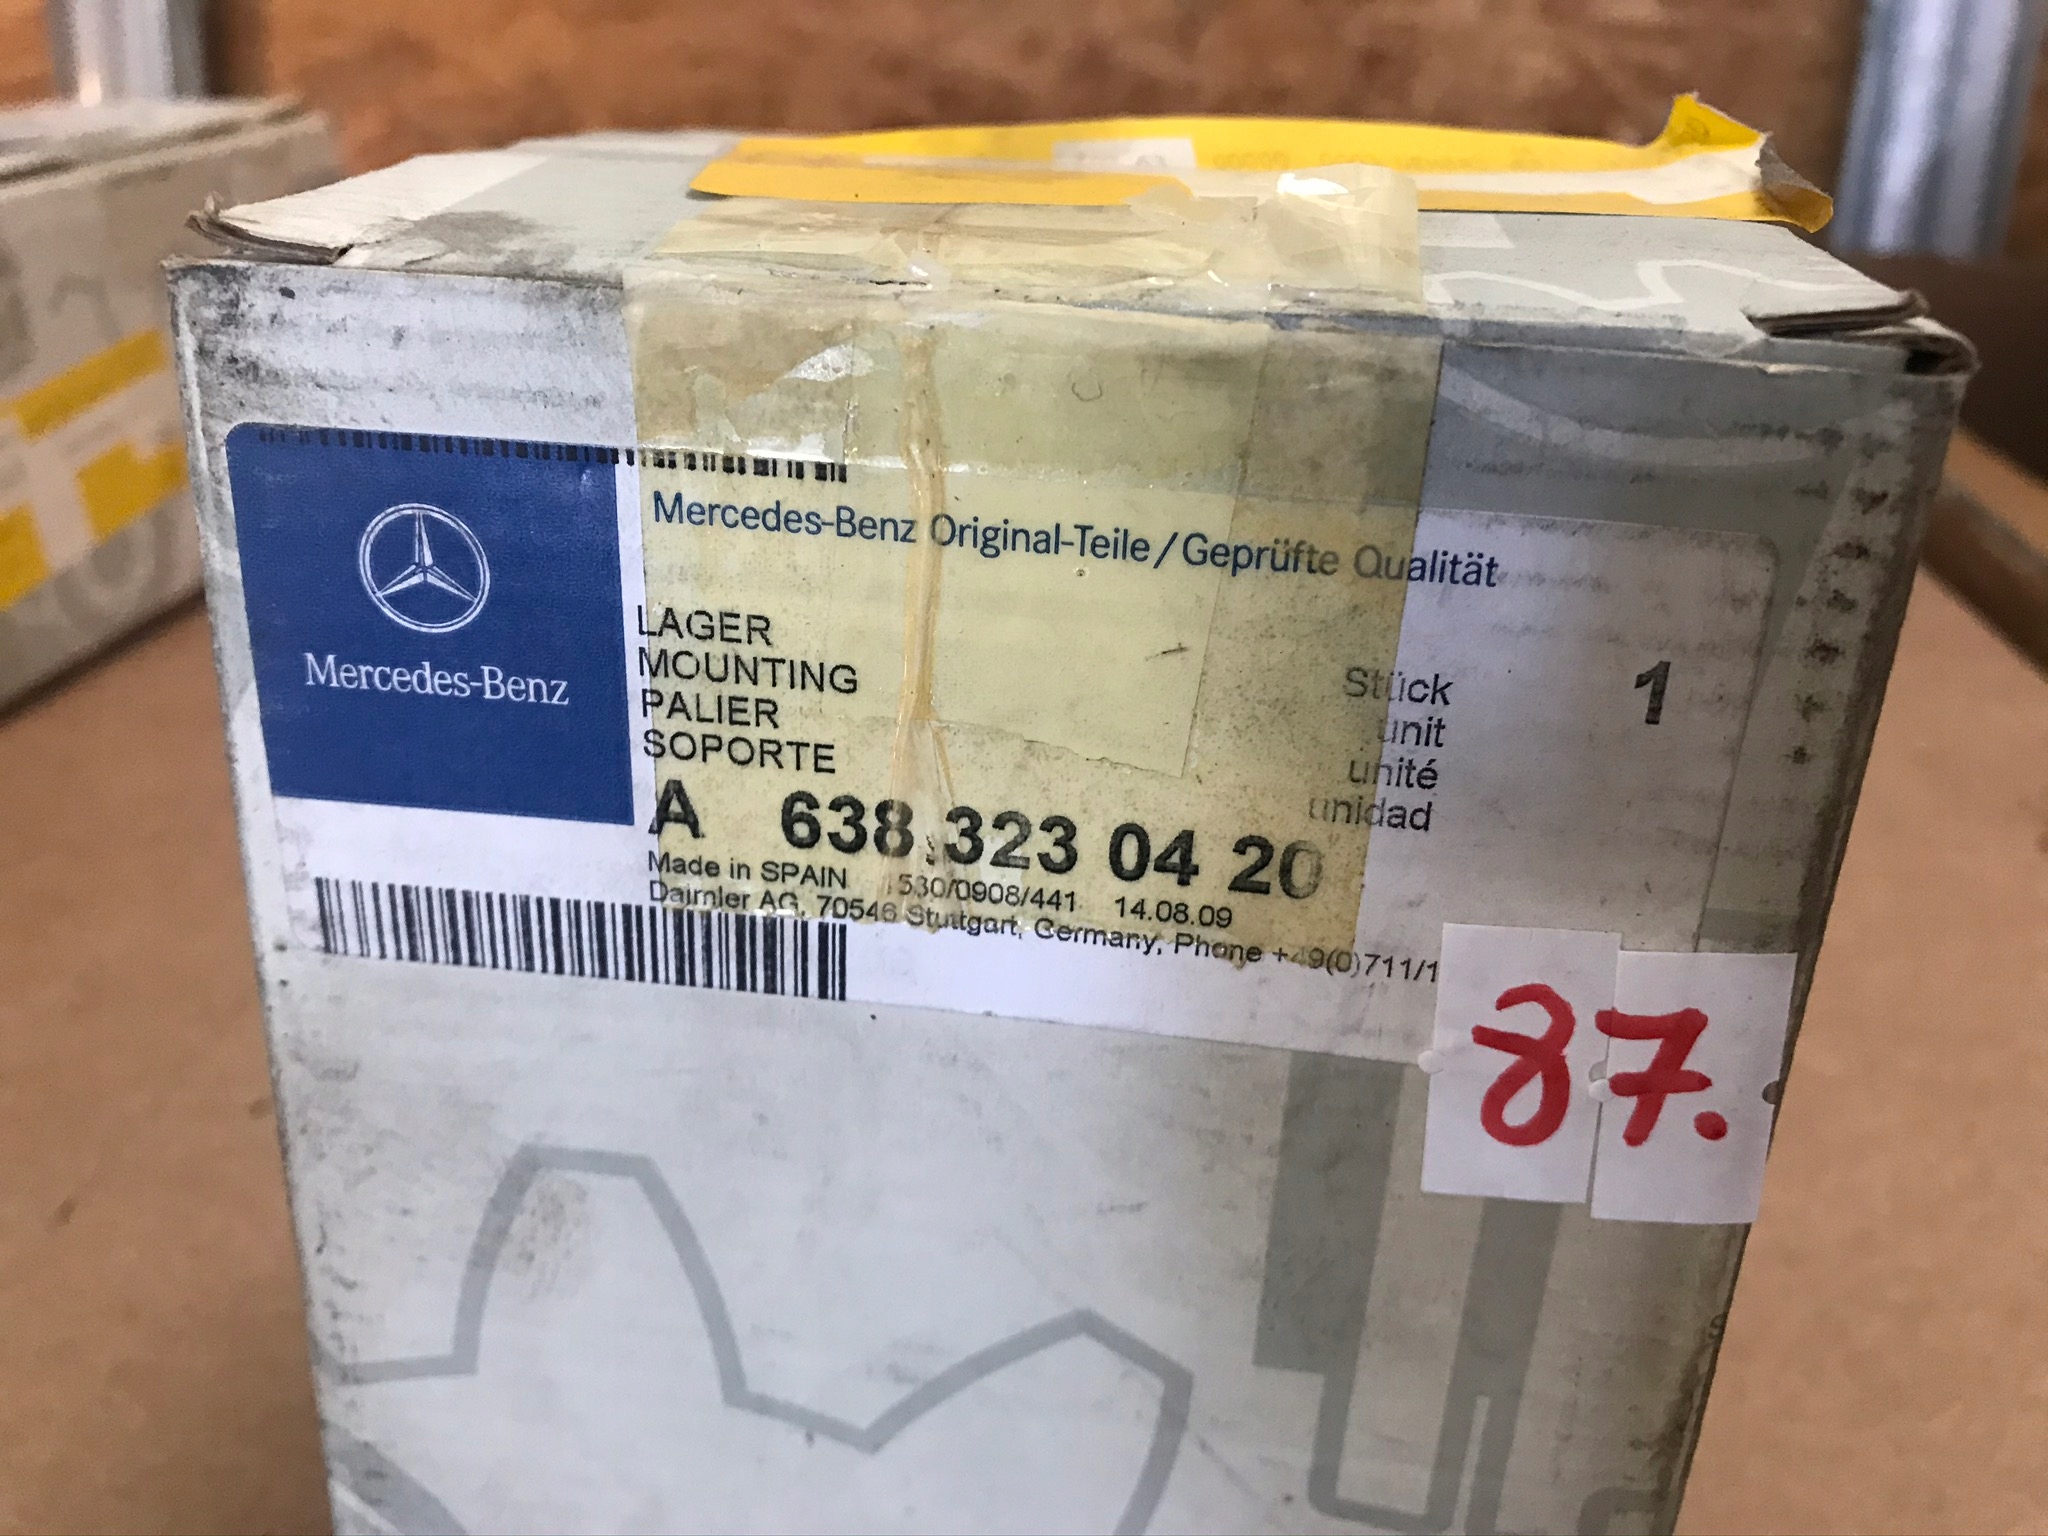 Mercedes-Benz
Mercedes-Benz Original-Teile / Geprüfte Qualität
LAGER
MOUNTING
PALIER
SOPORTE
Stück
unit
unité
unidad
1
A 638 323 04 20
Made in SPAIN 1530/0908/441 14.08.09
Daimler AG, 70546 Stuttgart, Germany, Phone +49(0)711/1
87.